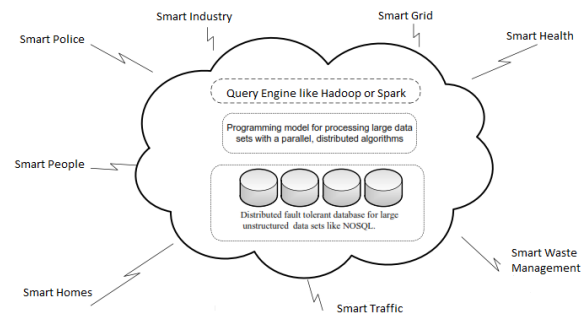 Smart Industry
Smart Grid
Smart Police
Smart Health
Query Engine like Hadoop or Spark
Programming model for processing large data
sets with a parallel, distributed algorithms
Smart People
Distributed fault tolerant database for large
unstructured data sets like NOSQL.
Smart Waste
Management
Smart Homes
Smart Traffic